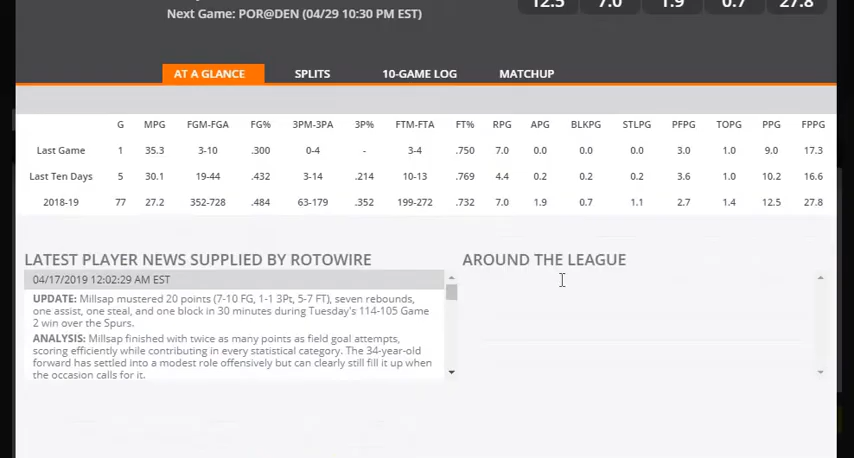 12.5 7.0 1.9 0.7 27.8
Next Game: POR@DEN (04/29 10:30 PM EST)
AT A GLANCE SPLITS 10-GAME LOG MATCHUP
G MPG FGM-FGA FG% 3PM-3PA 3P% FTM-FTA FT% RPG APG BLKPG STLPG PFPG TOPG PPG FPPG
Last Game 1 35.3 3-10 .300 0-4 - 3-4 .750 7.0 0.0 0.0 0.0 3.0 1.0 9.0 17.3
Last Ten Days 5 30.1 19-44 .432 3-14 .214 10-13 .769 4.4 0.2 0.2 0.2 3.6 1.0 10.2 16.6
2018-19 77 27.2 352-728 .484 63-179 .352 199-272 .732 7.0 1.9 0.7 1.1 2.7 1.4 12.5 27.8
LATEST PLAYER NEWS SUPPLIED BY ROTOWIRE
04/17/2019 12:02:29 AM EST
UPDATE: Millsap mustered 20 points (7-10 FG, 1-1 3Pt, 5-7 FT), seven rebounds,
one assist, one steal, and one block in 30 minutes during Tuesday's 114-105 Game
2 win over the Spurs.
ANALYSIS: Millsap finished with twice as many points as field goal attempts,
scoring efficiently while contributing in every statistical category. The 34-year-old
forward has settled into a modest role offensively but can clearly still fill it up when
the occasion calls for it.
AROUND THE LEAGUE